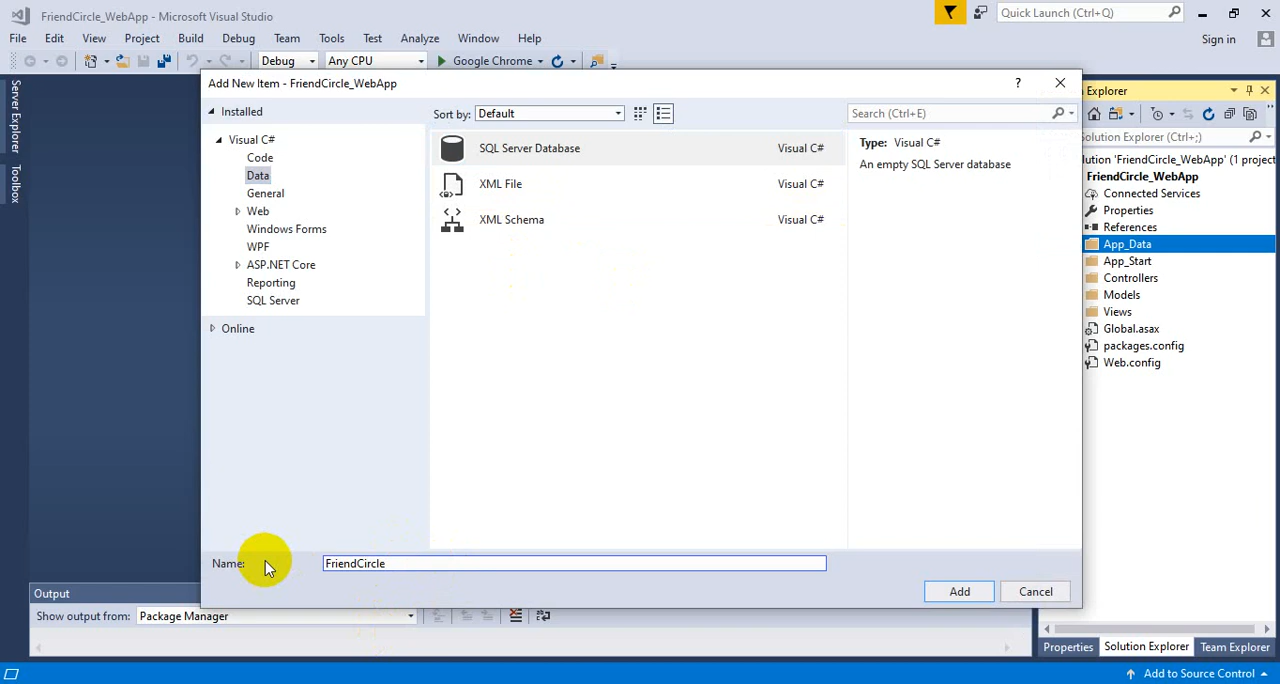 FriendCircle_WebApp - Microsoft Visual Studio
Quick Launch (Ctrl+Q)
File Edit View Project Build Debug Team Tools Test Analyze Window Help
Sign in
Debug Any CPU Google Chrome
Server Explorer
Toolbox
Add New Item - FriendCircle_WebApp ?
Installed
Visual C#
Code
Data
General
Web
Windows Forms
WPF
ASP.NET Core
Reporting
SQL Server
Online
Sort by: Default
SQL Server Database Visual C#
XML File Visual C#
XML Schema Visual C#
Search (Ctrl+E)
Type: Visual C#
An empty SQL Server database
Name: FriendCircle
Add Cancel
Explorer
olution Explorer (Ctrl+;)
lution 'FriendCircle_WebApp' (1 project
FriendCircle_WebApp
Connected Services
Properties
References
App_Data
App_Start
Controllers
Models
Views
Global.asax
packages.config
Web.config
Output
Show output from: Package Manager
Properties Solution Explorer Team Explorer
Add to Source Control